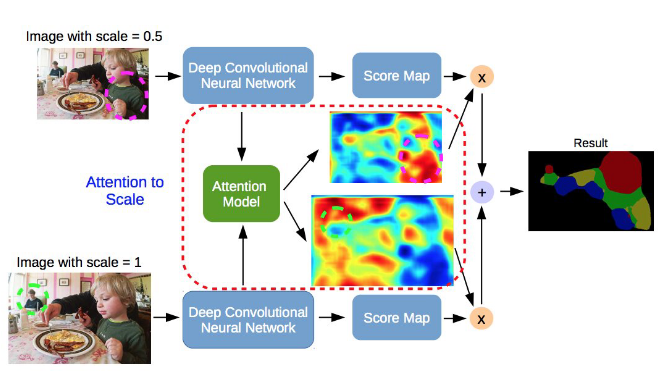 Image with scale = 0.5
Deep Convolutional
Neural Network
Score Map
x
Result
Attention to
Scale
Attention
Model
+
Image with scale = 1
Deep Convolutional
Neural Network
Score Map
x